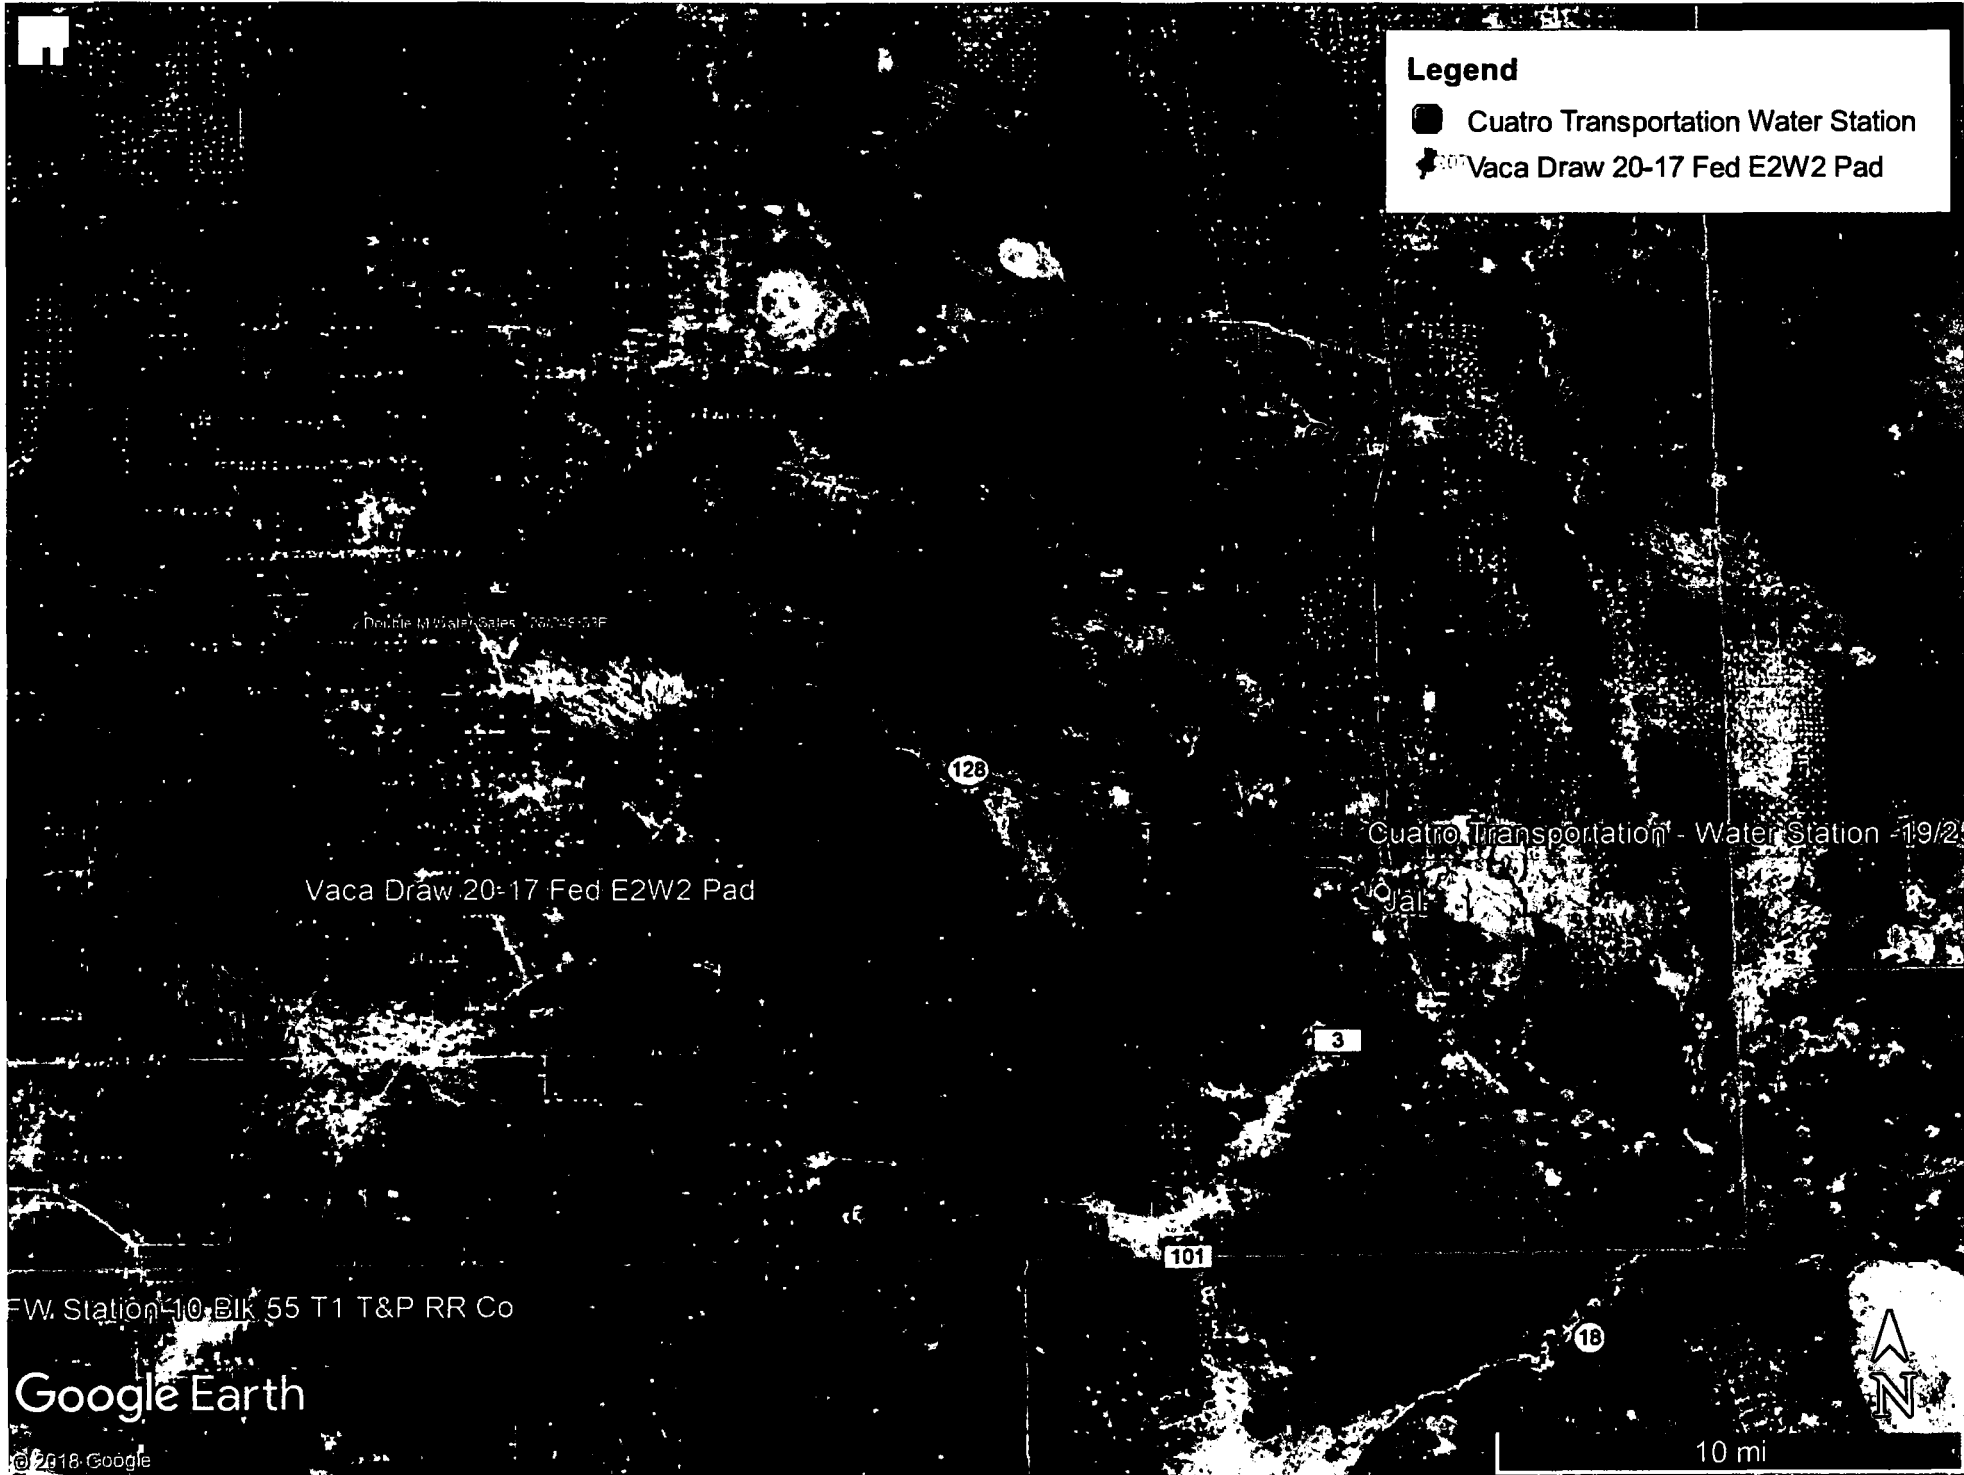 Legend
Cuatro Transportation Water Station
Vaca Draw 20-17 Fed E2W2 Pad
Double M Water Sales
128
Cuatro Transportation - Water Station -19/2
Vaca Draw 20-17 Fed E2W2 Pad
Jal
3
101
FW Station-10 Blk 55 T1 T&P RR Co
18
Google Earth
N
10 mi
© 2018 Google